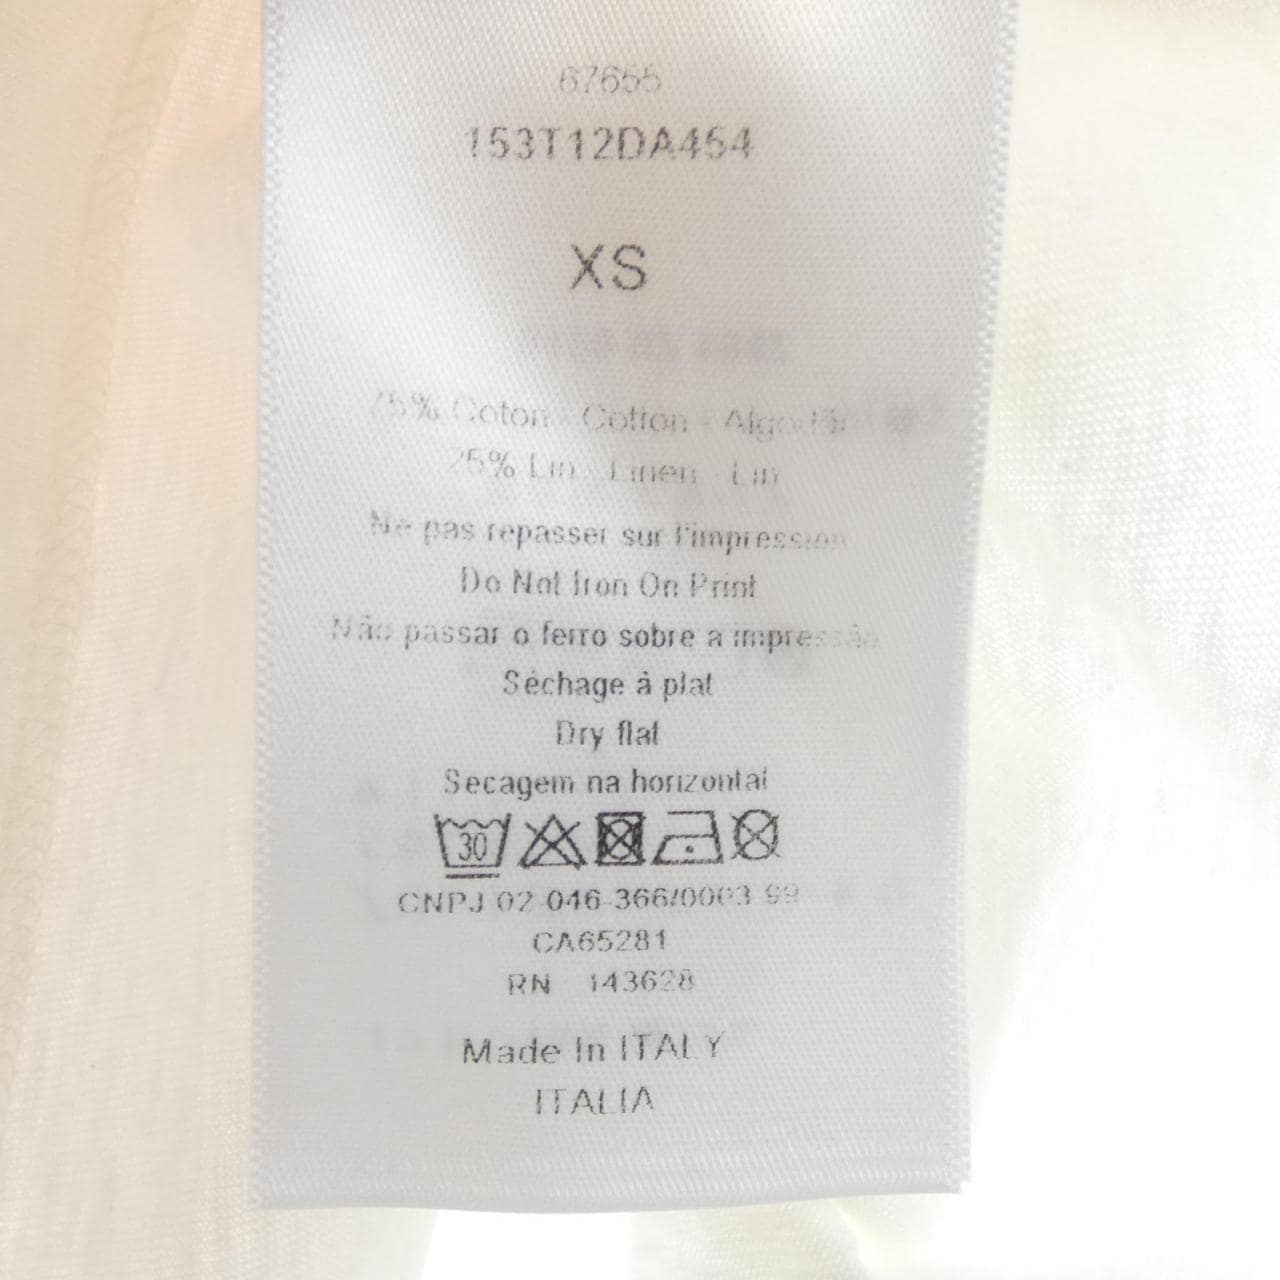 67655
153T12DA454
XS
75% Coton - Cotton - Algodão
25% Lin - Linen - Lin
Ne pas repasser sur l'impression
Do Not Iron On Print
Não passar o ferro sobre a impressão
Séchage à plat
Dry flat
Secagem na horizontal
30
CNPJ 02-046-366/0003-99
CA65281
RN 143628
Made In ITALY
ITALIA